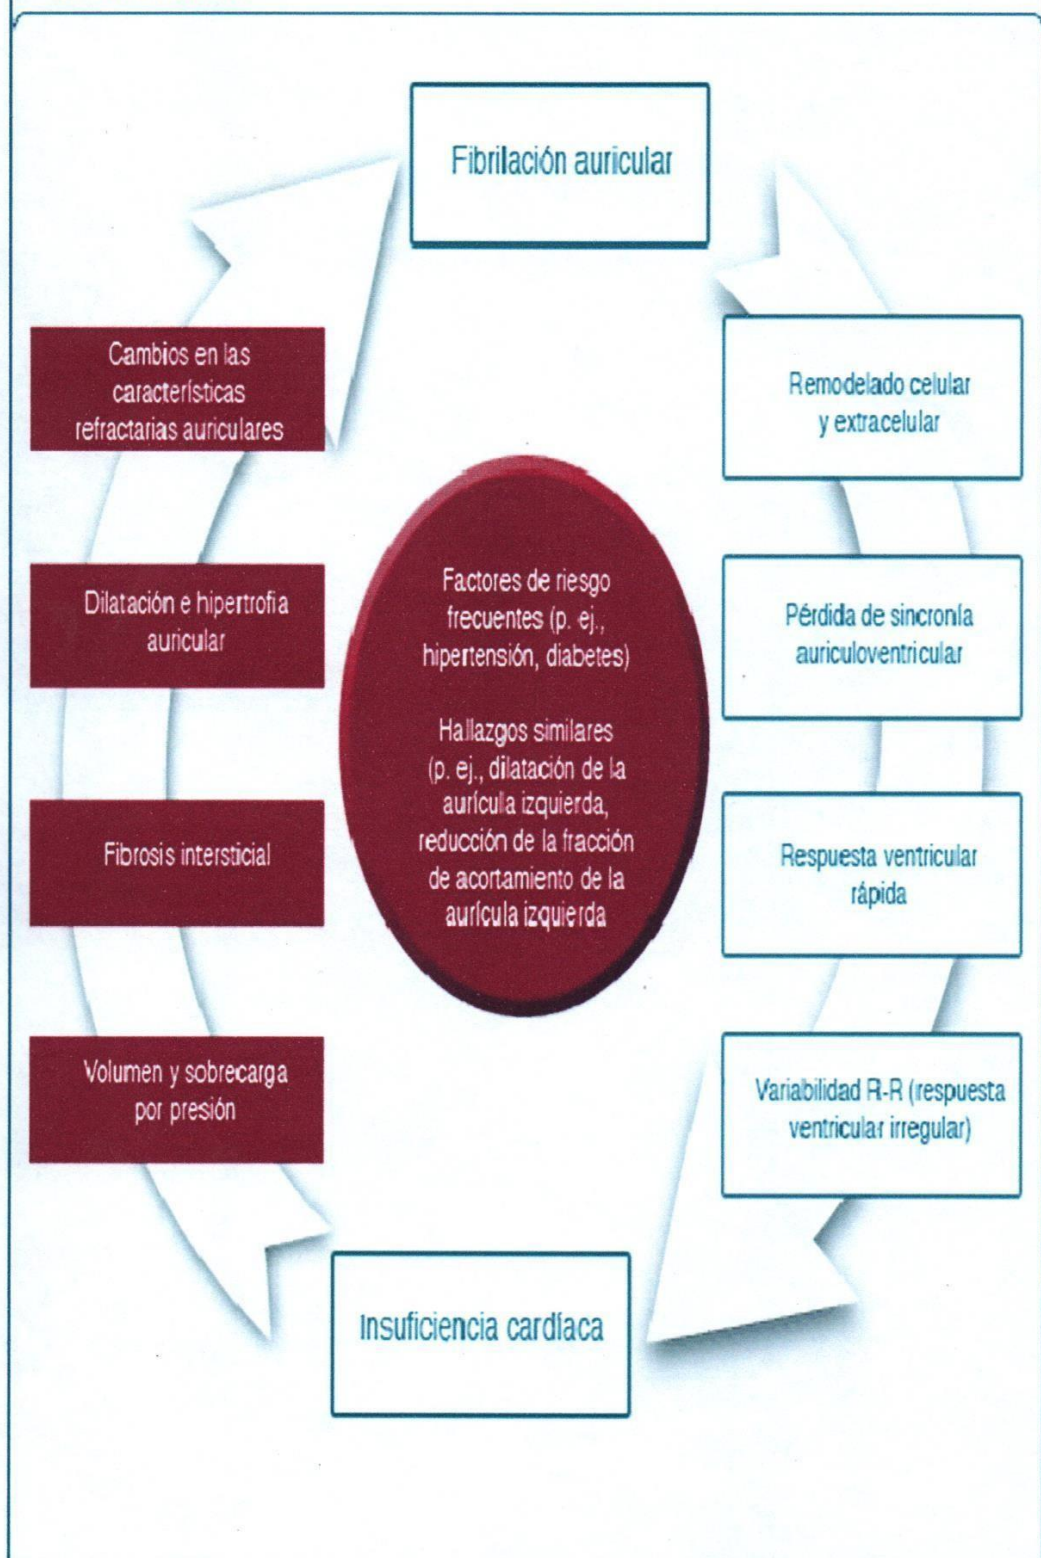 Fibrilación auricular
Cambios en las
características
refractarias auriculares
Dilatación e hipertrofia
auricular
Fibrosis intersticial
Volumen y sobrecarga
por presión
Factores de riesgo
frecuentes (p. ej.,
hipertensión, diabetes)
Hallazgos similares
(p. ej., dilatación de la
aurícula izquierda,
reducción de la fracción
de acortamiento de la
aurícula izquierda
Remodelado celular
y extracelular
Pérdida de sincronía
auriculoventricular
Respuesta ventricular
rápida
Variabilidad R-R (respuesta
ventricular irregular)
Insuficiencia cardíaca